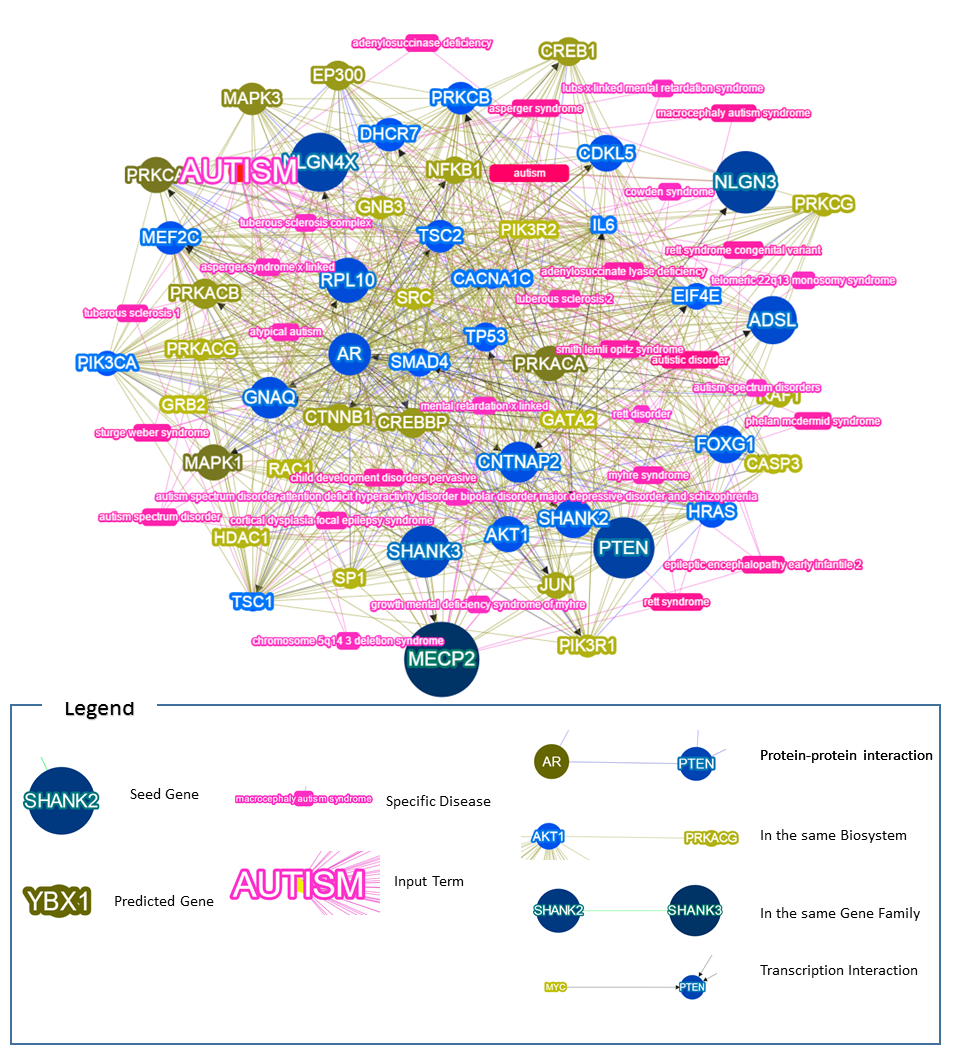 adenylosuccinase deficiency
CREB1
EP300
lubs x-linked mental retardation syndrome
MAPK3
PRKCB
asperger syndrome
macrocephaly autism syndrome
DHCR7
CDKL5
NLGN4X
AUTISM
NFKB1
autism
NLGN3
cowden syndrome
GNB3
PRKCG
tuberous sclerosis complex
MEF2C
TSC2
PIK3R2
IL6
rett syndrome congenital variant
asperger syndrome x linked
RPL10
CACNA1C
adenylosuccinate lyase deficiency
telomeric 22q13 monosomy syndrome
PRKACB
SRC
tuberous sclerosis 2
EIF4E
tuberous sclerosis 1
ADSL
atypical autism
TP53
PRKACG
AR
SMAD4
PRKACA
smith lemli opitz syndrome
autistic disorder
PIK3CA
autism spectrum disorders
GNAQ
GRB2
CTNNB1
mental retardation x linked
CREBBP
GATA2
rett disorder
phelan mcdermid syndrome
sturge weber syndrome
FOXG1
MAPK1
RAC1
CNTNAP2
CASP3
child development disorders pervasive
myhre syndrome
autism spectrum disorder attention deficit hyperactivity disorder bipolar disorder major depressive disorder and schizophrenia
autism spectrum disorder
cortical dysplasia focal epilepsy syndrome
SHANK2
HRAS
HDAC1
AKT1
SHANK3
PTEN
epileptic encephalopathy early infantile 2
SP1
JUN
TSC1
growth mental deficiency syndrome of myhre
rett syndrome
chromosome 5q14 3 deletion syndrome
PIK3R1
MECP2
Legend
SHANK2
Seed Gene
macrocephaly autism syndrome
Specific Disease
YBX1
Predicted Gene
AUTISM
Input Term
AR
PTEN
Protein-protein interaction
AKT1
PRKACG
In the same Biosystem
SHANK2
SHANK3
In the same Gene Family
MYC
PTEN
Transcription Interaction